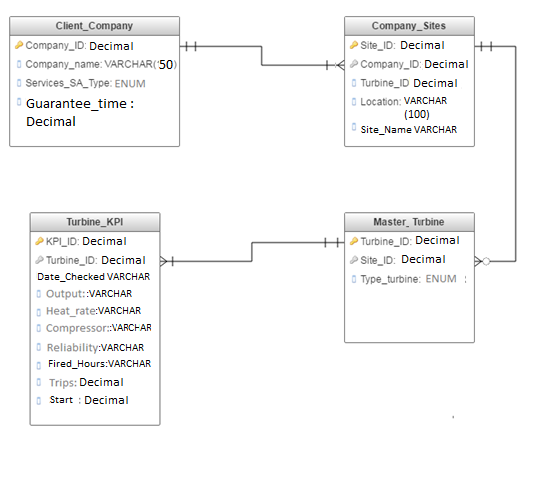 Client_Company
Company_ID: Decimal
Company_name: VARCHAR('50)
Services_SA_Type: ENUM
Guarantee_time :
Decimal
Company_Sites
Site_ID: Decimal
Company_ID: Decimal
Turbine_ID Decimal
Location: VARCHAR
(100)
Site_Name VARCHAR
Turbine_KPI
KPI_ID: Decimal
Turbine_ID: Decimal
Date_Checked VARCHAR
Output::VARCHAR
Heat_rate:VARCHAR
Compressor::VARCHAR
Reliability:VARCHAR
Fired_Hours:VARCHAR
Trips: Decimal
Start : Decimal
Master_Turbine
Turbine_ID: Decimal
Site_ID: Decimal
Type_turbine: ENUM :